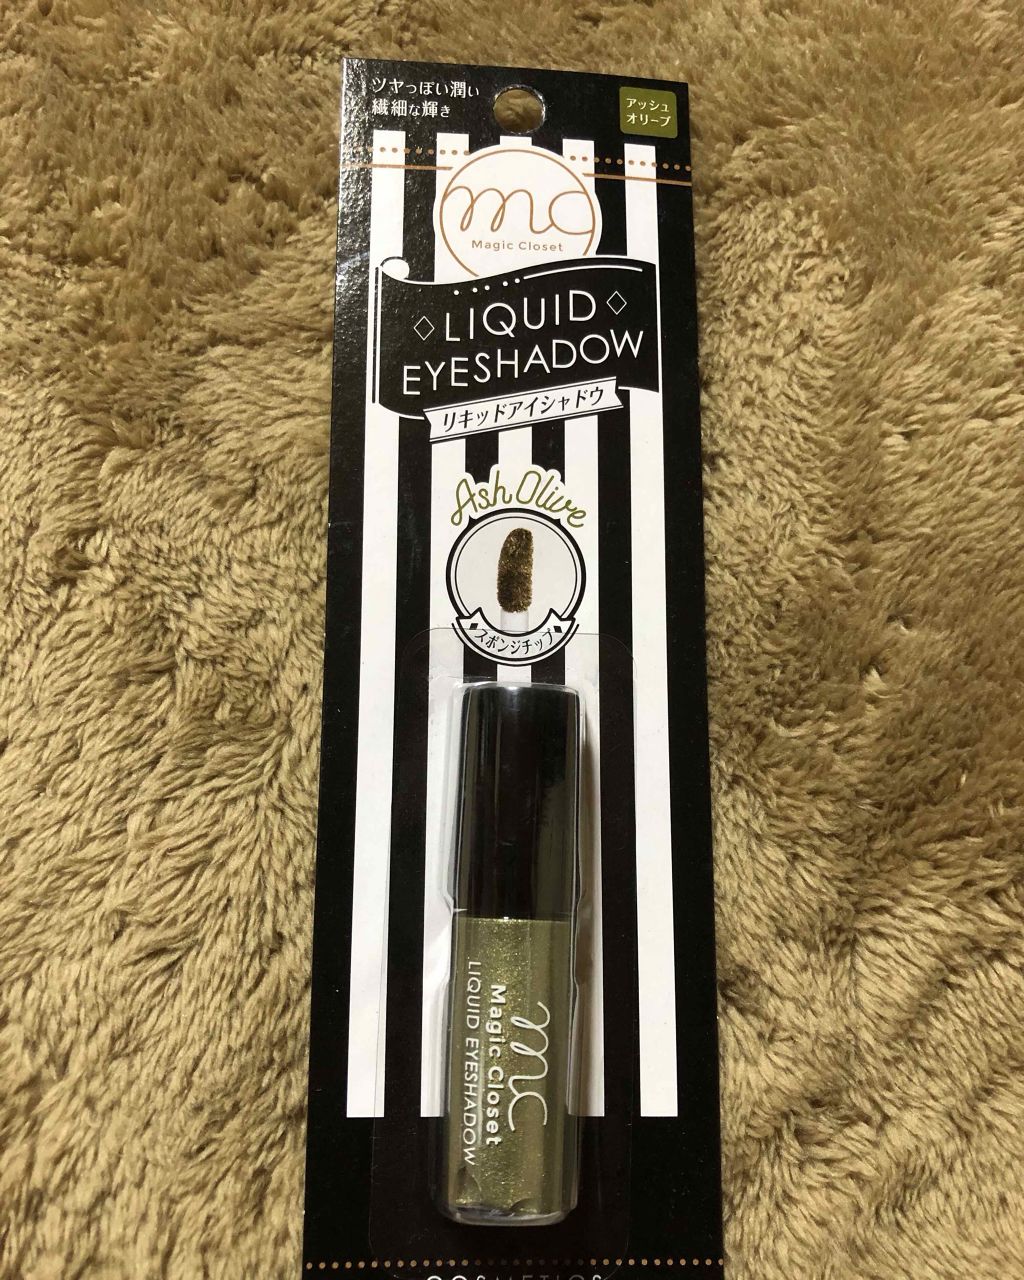 ツヤっぽい潤い
繊細な輝き
アッシュ
オリーブ
mc
Magic Closet
LIQUID
EYESHADOW
リキッドアイシャドウ
Ash Olive
スポンジチップ
mc
Magic Closet
LIQUID EYESHADOW
COSMETICS